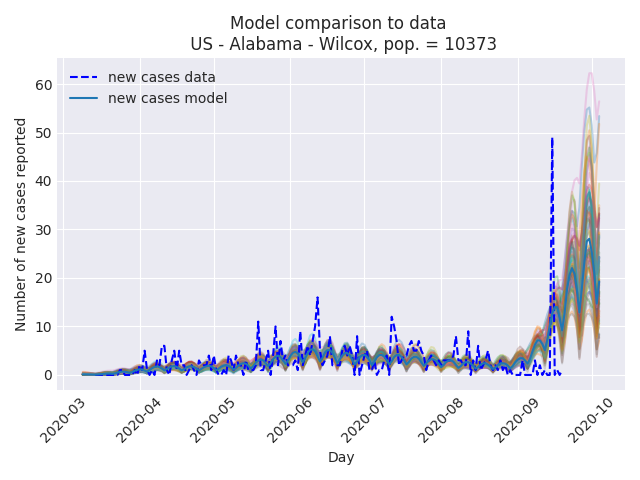 Model comparison to data
US - Alabama - Wilcox, pop. = 10373
new cases data
new cases model
Number of new cases reported
60
50
40
30
20
10
0
2020-03
2020-04
2020-05
2020-06
2020-07
2020-08
2020-09
2020-10
Day